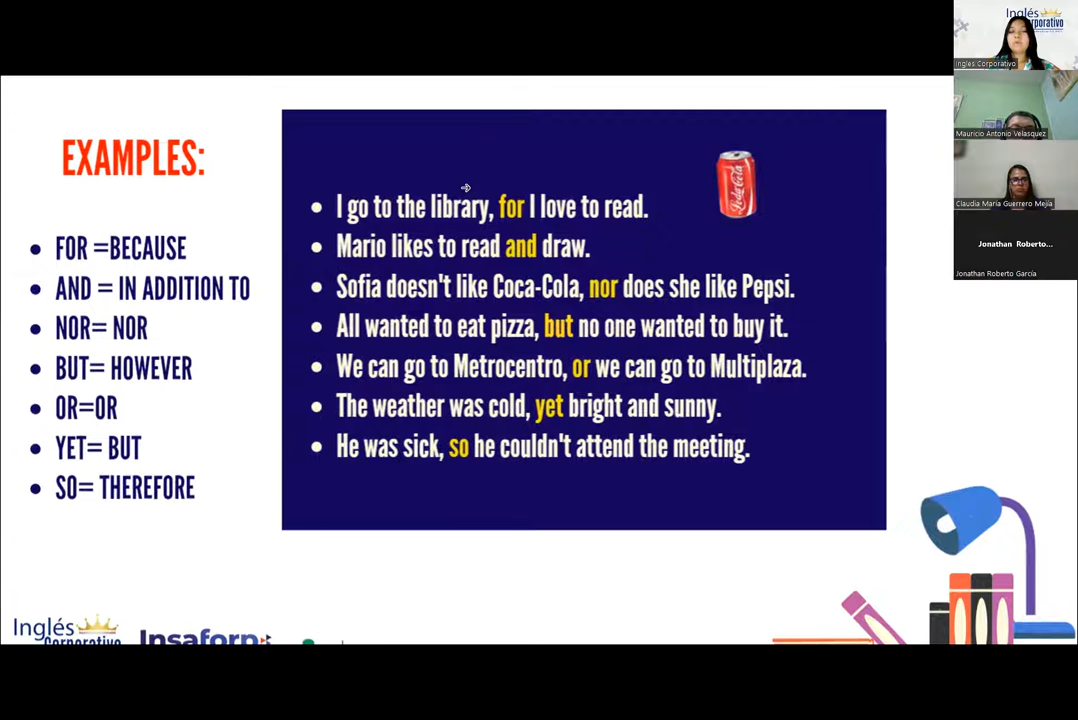 EXAMPLES:
FOR =BECAUSE
AND = IN ADDITION TO
NOR= NOR
BUT= HOWEVER
OR=OR
YET= BUT
SO= THEREFORE
I go to the library, for I love to read.
Mario likes to read and draw.
Sofia doesn't like Coca-Cola, nor does she like Pepsi.
All wanted to eat pizza, but no one wanted to buy it.
We can go to Metrocentro, or we can go to Multiplaza.
The weather was cold, yet bright and sunny.
He was sick, so he couldn't attend the meeting.
Coca-Cola
Inglés
Corporativo
Insaforp
Inglés
Corporativo
Ingles Corporativo
Mauricio Antonio Velasquez
Claudia María Guerrero Mejía
Jonathan Roberto...
Jonathan Roberto García